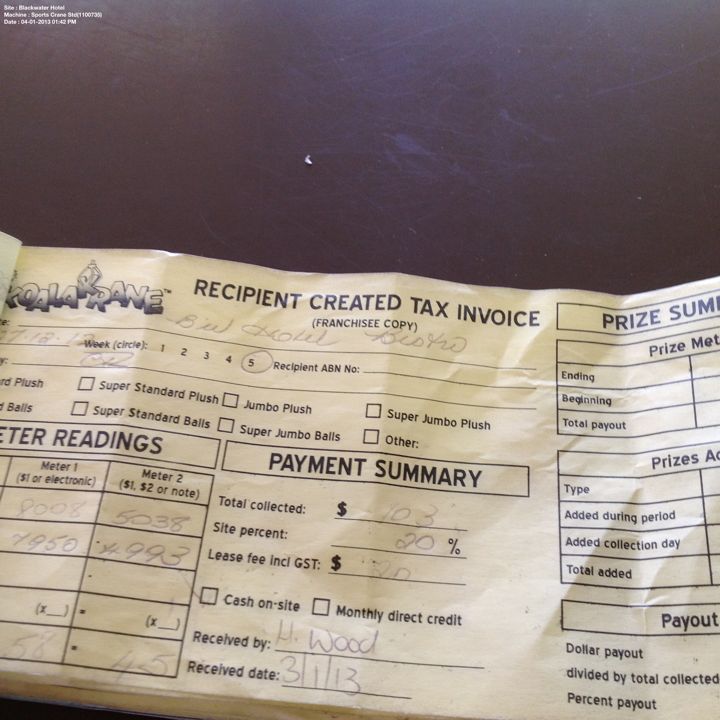 Site : Blackwater Hotel
Machine : Sports Crane Std(1100735)
Date : 04-01-2013 01:42 PM
KOALA KRANE™
RECIPIENT CREATED TAX INVOICE
(FRANCHISEE COPY)
Hotel Bistro
Week (circle): 1 2 3 4 5
Recipient ABN No:
rd Plush
Super Standard Plush
Jumbo Plush
Super Jumbo Plush
d Balls
Super Standard Balls
Super Jumbo Balls
Other:
ETER READINGS
Meter 1
($1 or electronic)
Meter 2
($1, $2 or note)
8008 5038
7950 4993
(x__) =
(x__)
58 = 45
PAYMENT SUMMARY
Total collected: $ 103
Site percent: 20 %
Lease fee incl GST: $ 20
Cash on-site
Monthly direct credit
Received by: H. Wood
Received date: 3/1/13
PRIZE SUMM
Prize Met
Ending
Beginning
Total payout
Prizes Ad
Type
Added during period
Added collection day
Total added
Payout
Dollar payout
divided by total collected
Percent payout